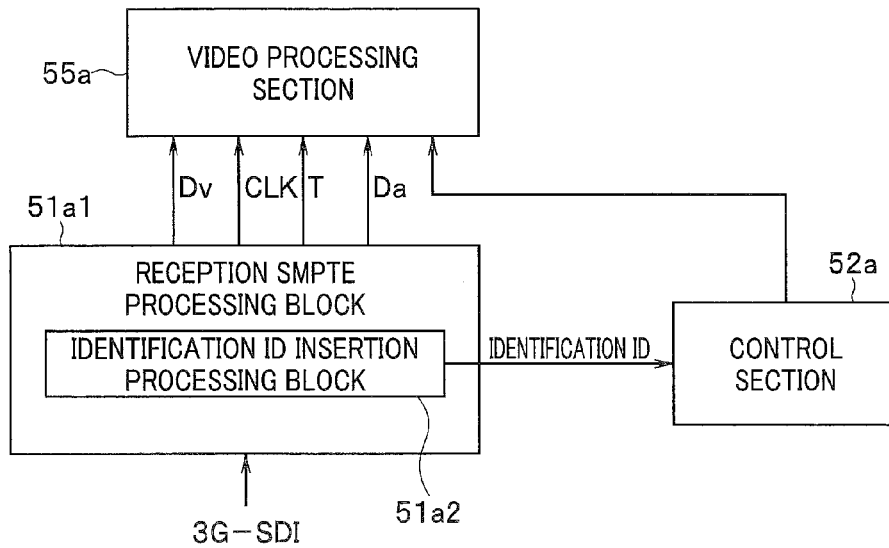 VIDEO PROCESSING
SECTION
55a
Dv
CLK
T
Da
51a1
RECEPTION SMPTE
PROCESSING BLOCK
52a
IDENTIFICATION ID INSERTION
PROCESSING BLOCK
IDENTIFICATION ID
CONTROL
SECTION
51a2
3G-SDI